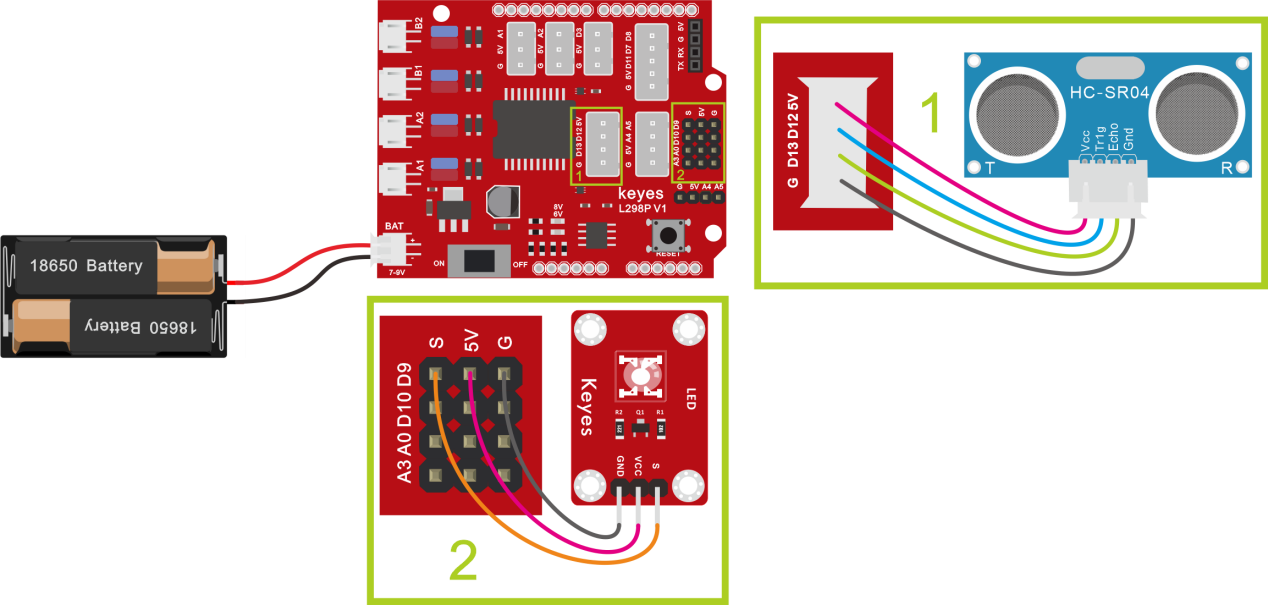 B2
B1
A2
A1
BAT
+
7-9V
ON
OFF
G 5V A1
G 5V A2
G 5V D3
G 5V D11 D7 D8
TX RX G 5V
G D13 D12 5V
1
G 5V A4 A5
S 5V G
A3 A0 D10 D9
2
G 5V A4 A5
keyes
L298P V1
8V
6V
RESET
18650 Battery
18650 Battery
G D13 D12 5V
1
HC-SR04
Vcc
Tr1g
Echo
Gnd
T
R
S 5V G
A3 A0 D10 D9
2
Keyes
LED
R2 Q1 R1
221
102
GND
VCC
S